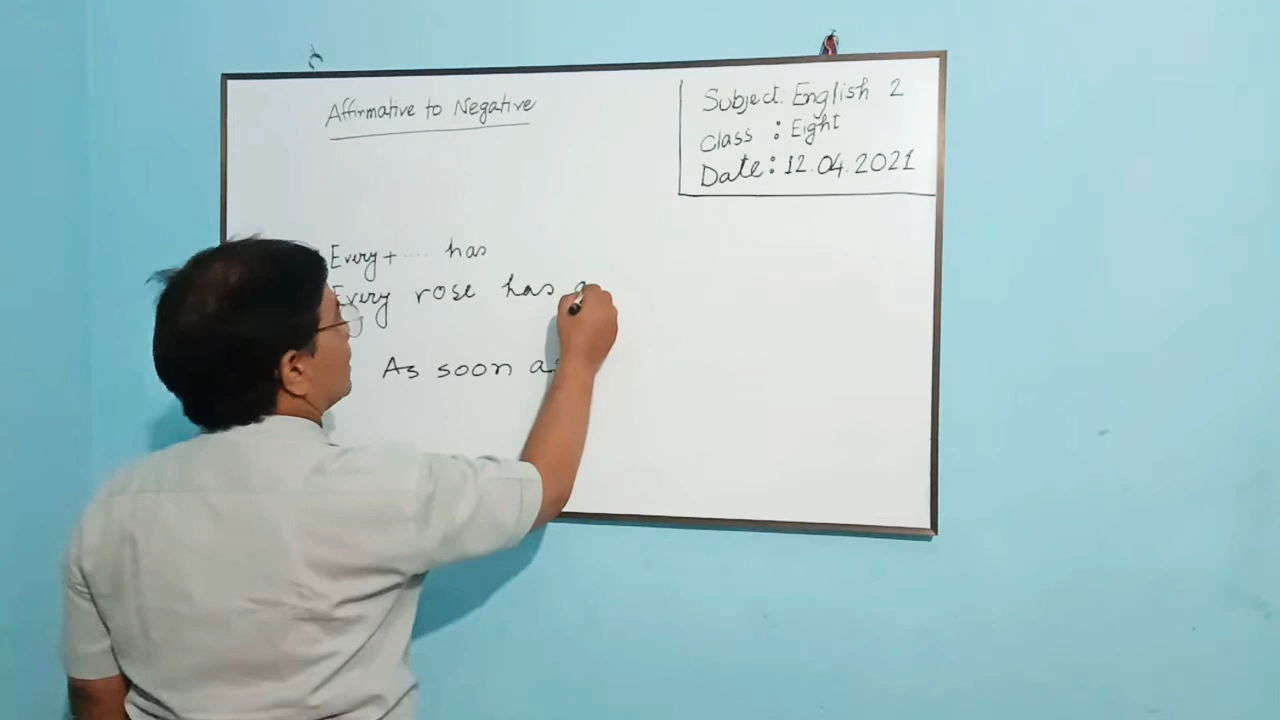 Affirmative to Negative
Subject: English 2
Class : Eight
Date: 12.04.2021
Every + .... has
Every rose has a
As soon as